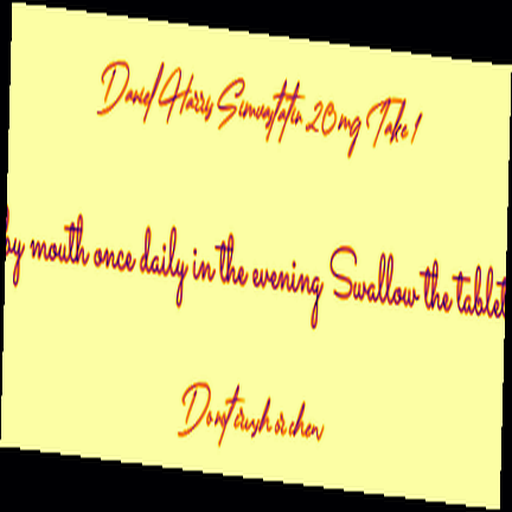 Daniel Harris Simvastatin 20mg Take 1
by mouth once daily in the evening Swallow the tablet
Don't crush or chew